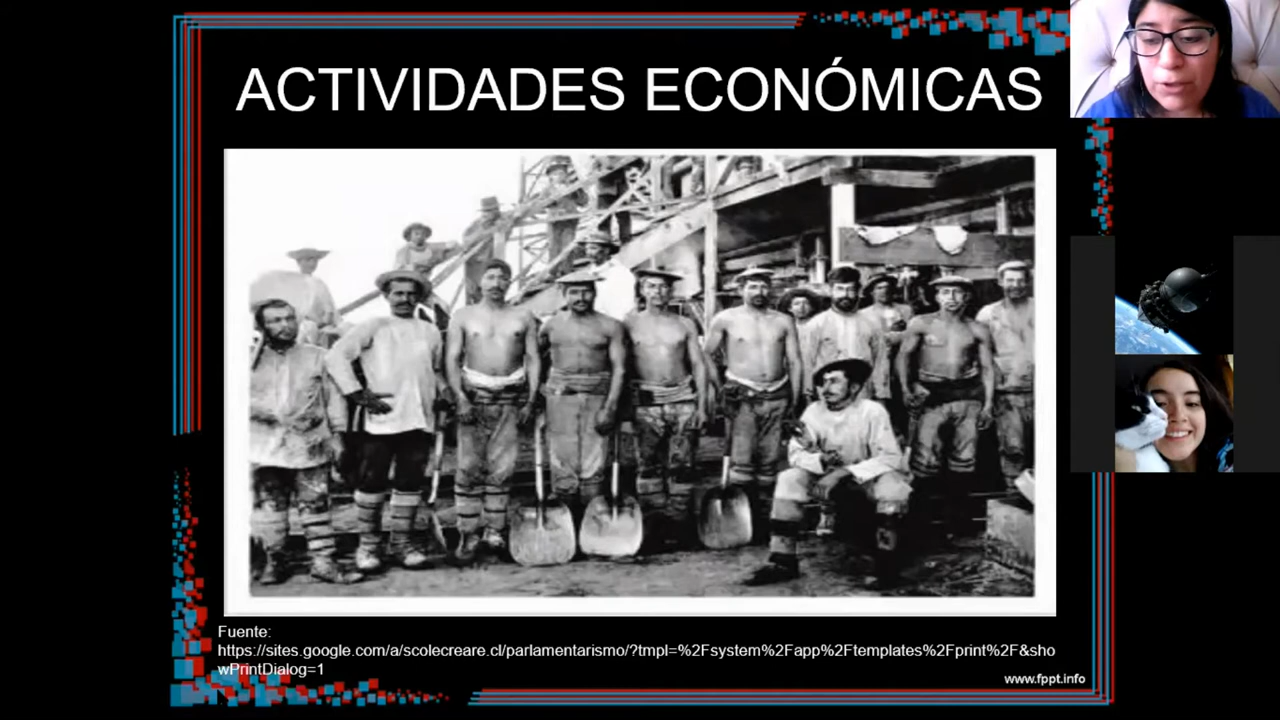 ACTIVIDADES ECONÓMICAS
Fuente:
https://sites.google.com/a/scolecreare.cl/parlamentarismo/?tmpl=%2Fsystem%2Fapp%2Ftemplates%2Fprint%2F&sho
wPrintDialog=1
www.fppt.info